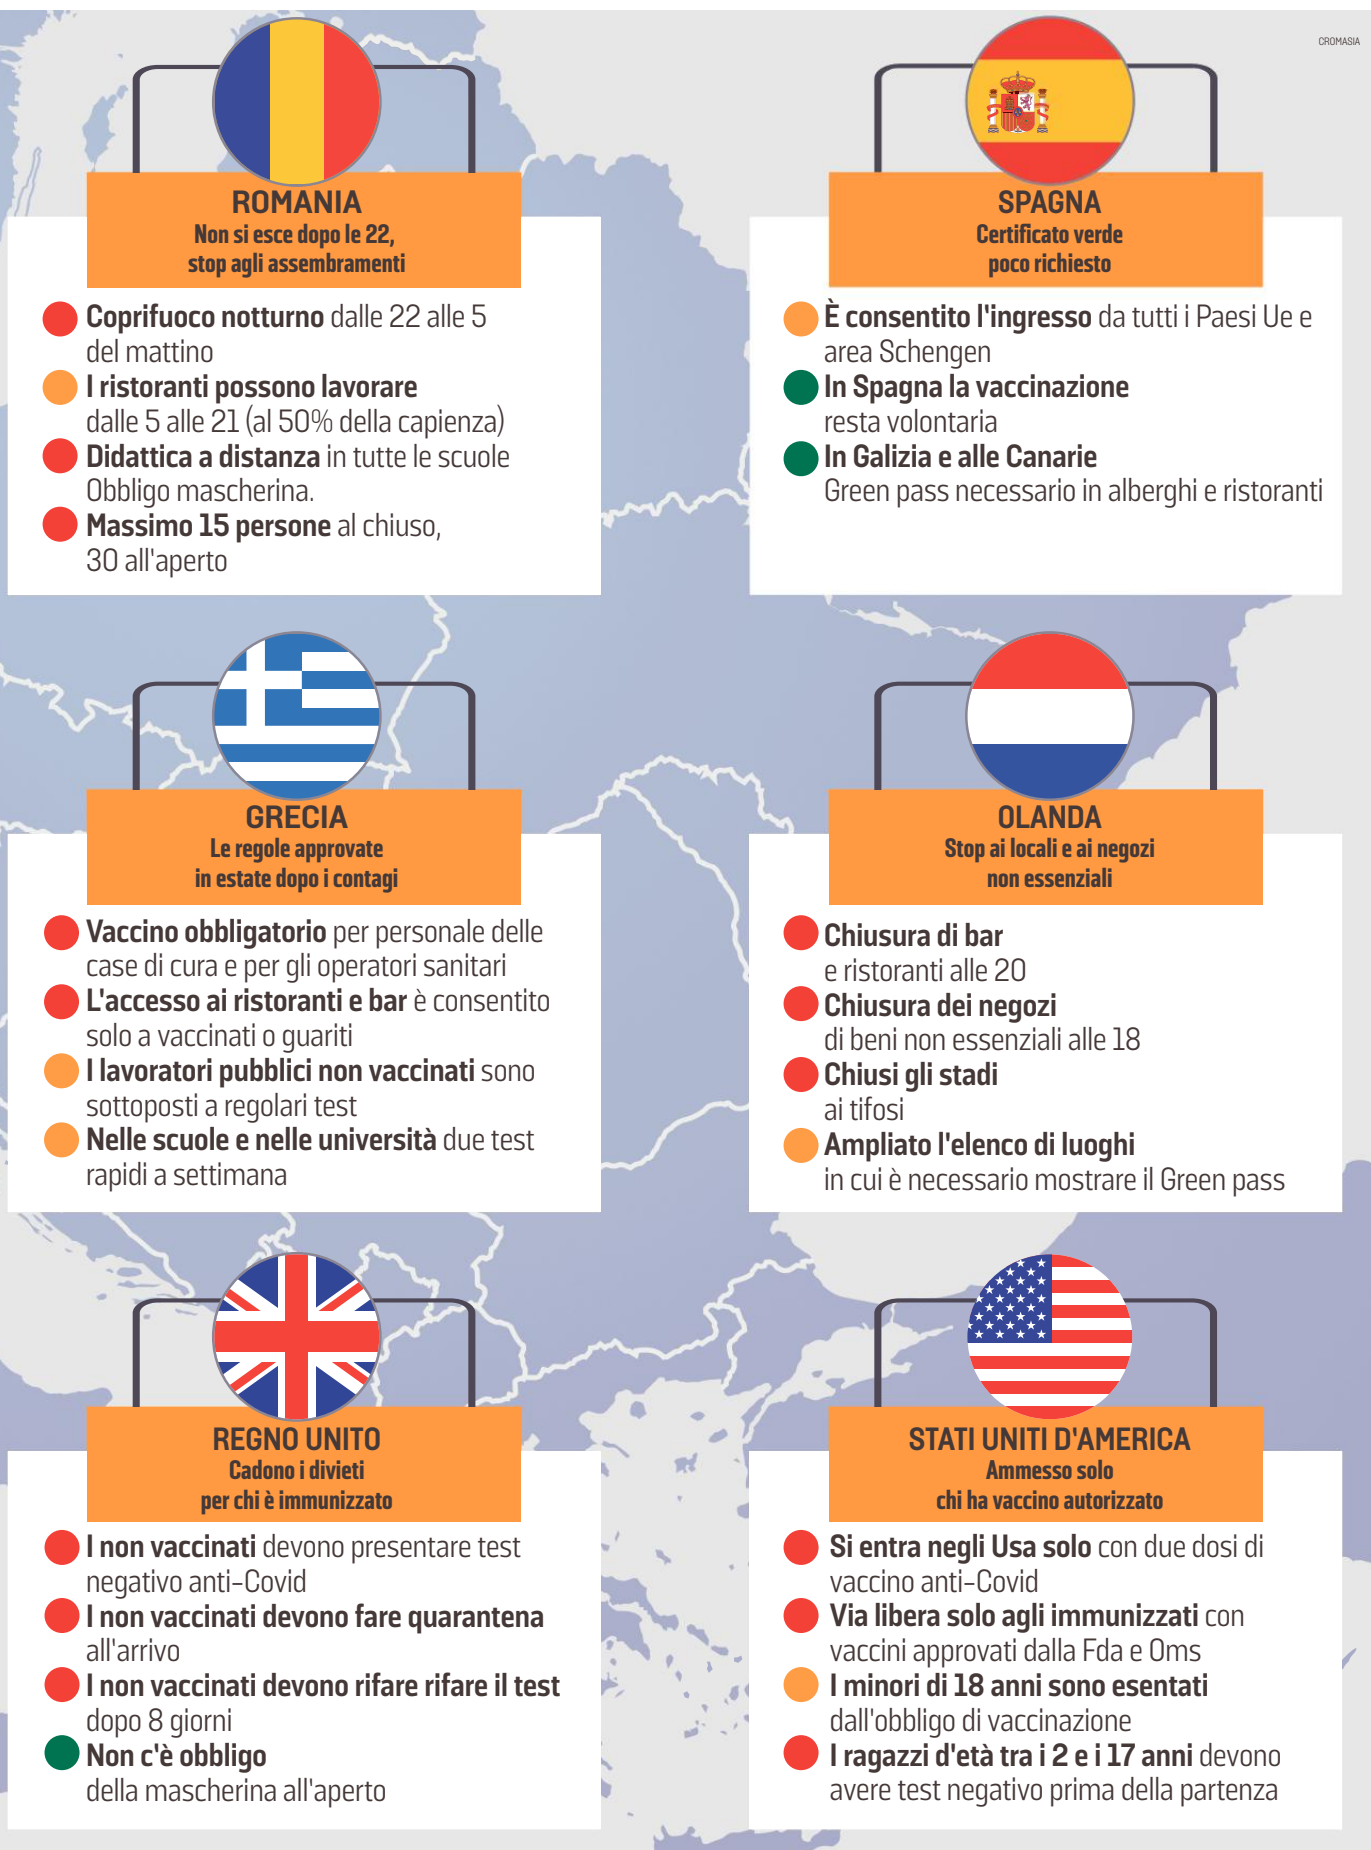 CROMASIA
ROMANIA
Non si esce dopo le 22,
stop agli assembramenti
Coprifuoco notturno dalle 22 alle 5
del mattino
I ristoranti possono lavorare
dalle 5 alle 21 (al 50% della capienza)
Didattica a distanza in tutte le scuole
Obbligo mascherina.
Massimo 15 persone al chiuso,
30 all'aperto
SPAGNA
Certificato verde
poco richiesto
È consentito l'ingresso da tutti i Paesi Ue e
area Schengen
In Spagna la vaccinazione
resta volontaria
In Galizia e alle Canarie
Green pass necessario in alberghi e ristoranti
GRECIA
Le regole approvate
in estate dopo i contagi
Vaccino obbligatorio per personale delle
case di cura e per gli operatori sanitari
L'accesso ai ristoranti e bar è consentito
solo a vaccinati o guariti
I lavoratori pubblici non vaccinati sono
sottoposti a regolari test
Nelle scuole e nelle università due test
rapidi a settimana
OLANDA
Stop ai locali e ai negozi
non essenziali
Chiusura di bar
e ristoranti alle 20
Chiusura dei negozi
di beni non essenziali alle 18
Chiusi gli stadi
ai tifosi
Ampliato l'elenco di luoghi
in cui è necessario mostrare il Green pass
REGNO UNITO
Cadono i divieti
per chi è immunizzato
I non vaccinati devono presentare test
negativo anti-Covid
I non vaccinati devono fare quarantena
all'arrivo
I non vaccinati devono rifare rifare il test
dopo 8 giorni
Non c'è obbligo
della mascherina all'aperto
STATI UNITI D'AMERICA
Ammesso solo
chi ha vaccino autorizzato
Si entra negli Usa solo con due dosi di
vaccino anti-Covid
Via libera solo agli immunizzati con
vaccini approvati dalla Fda e Oms
I minori di 18 anni sono esentati
dall'obbligo di vaccinazione
I ragazzi d'età tra i 2 e i 17 anni devono
avere test negativo prima della partenza